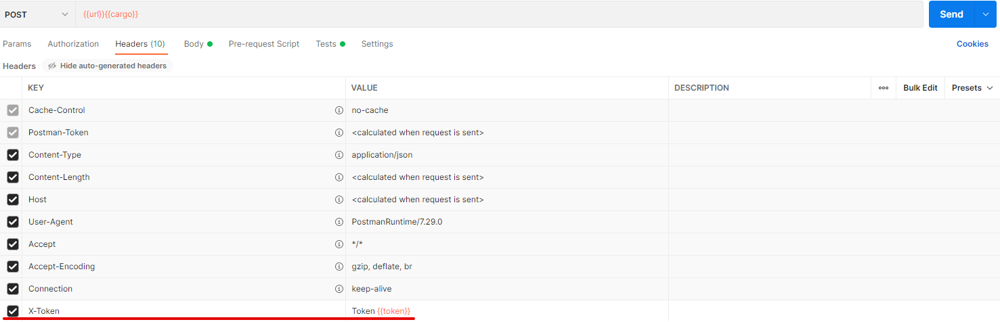 POST {{url}}{{cargo}} Send
Params Authorization Headers (10) Body Pre-request Script Tests Settings Cookies
Headers Hide auto-generated headers
KEY VALUE DESCRIPTION Bulk Edit Presets
Cache-Control no-cache
Postman-Token <calculated when request is sent>
Content-Type application/json
Content-Length <calculated when request is sent>
Host <calculated when request is sent>
User-Agent PostmanRuntime/7.29.0
Accept */*
Accept-Encoding gzip, deflate, br
Connection keep-alive
X-Token Token {{token}}